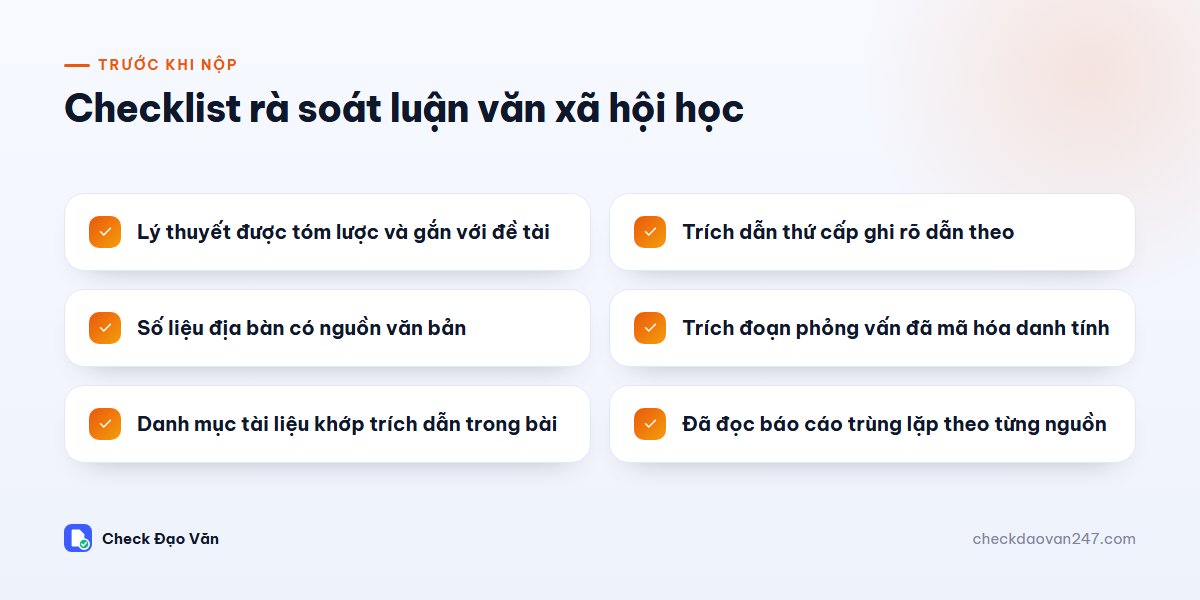 TRƯỚC KHI NỘP
Checklist rà soát luận văn xã hội học
Lý thuyết được tóm lược và gắn với đề tài
Trích dẫn thứ cấp ghi rõ dẫn theo
Số liệu địa bàn có nguồn văn bản
Trích đoạn phỏng vấn đã mã hóa danh tính
Danh mục tài liệu khớp trích dẫn trong bài
Đã đọc báo cáo trùng lặp theo từng nguồn
Check Đạo Văn
checkdaovan247.com